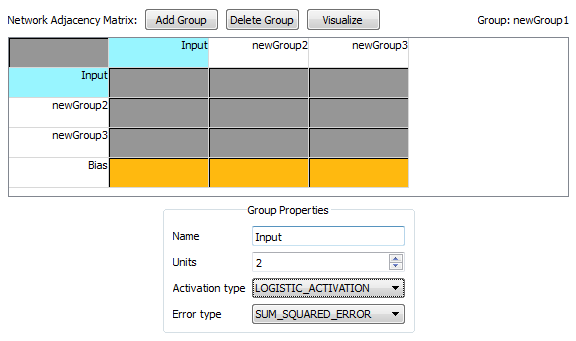 Network Adjacency Matrix: Add Group Delete Group Visualize Group: newGroup1
Input newGroup2 newGroup3
Input
newGroup2
newGroup3
Bias
Group Properties
Name Input
Units 2
Activation type LOGISTIC_ACTIVATION
Error type SUM_SQUARED_ERROR